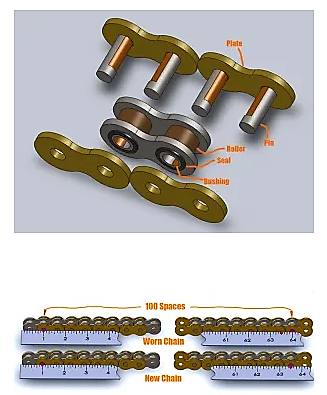 Plate
Pin
Roller
Seal
Bushing
100 Spaces
1 2 3 4 61 62 63 64
Worn Chain
1 2 3 4 61 62 63 64
New Chain